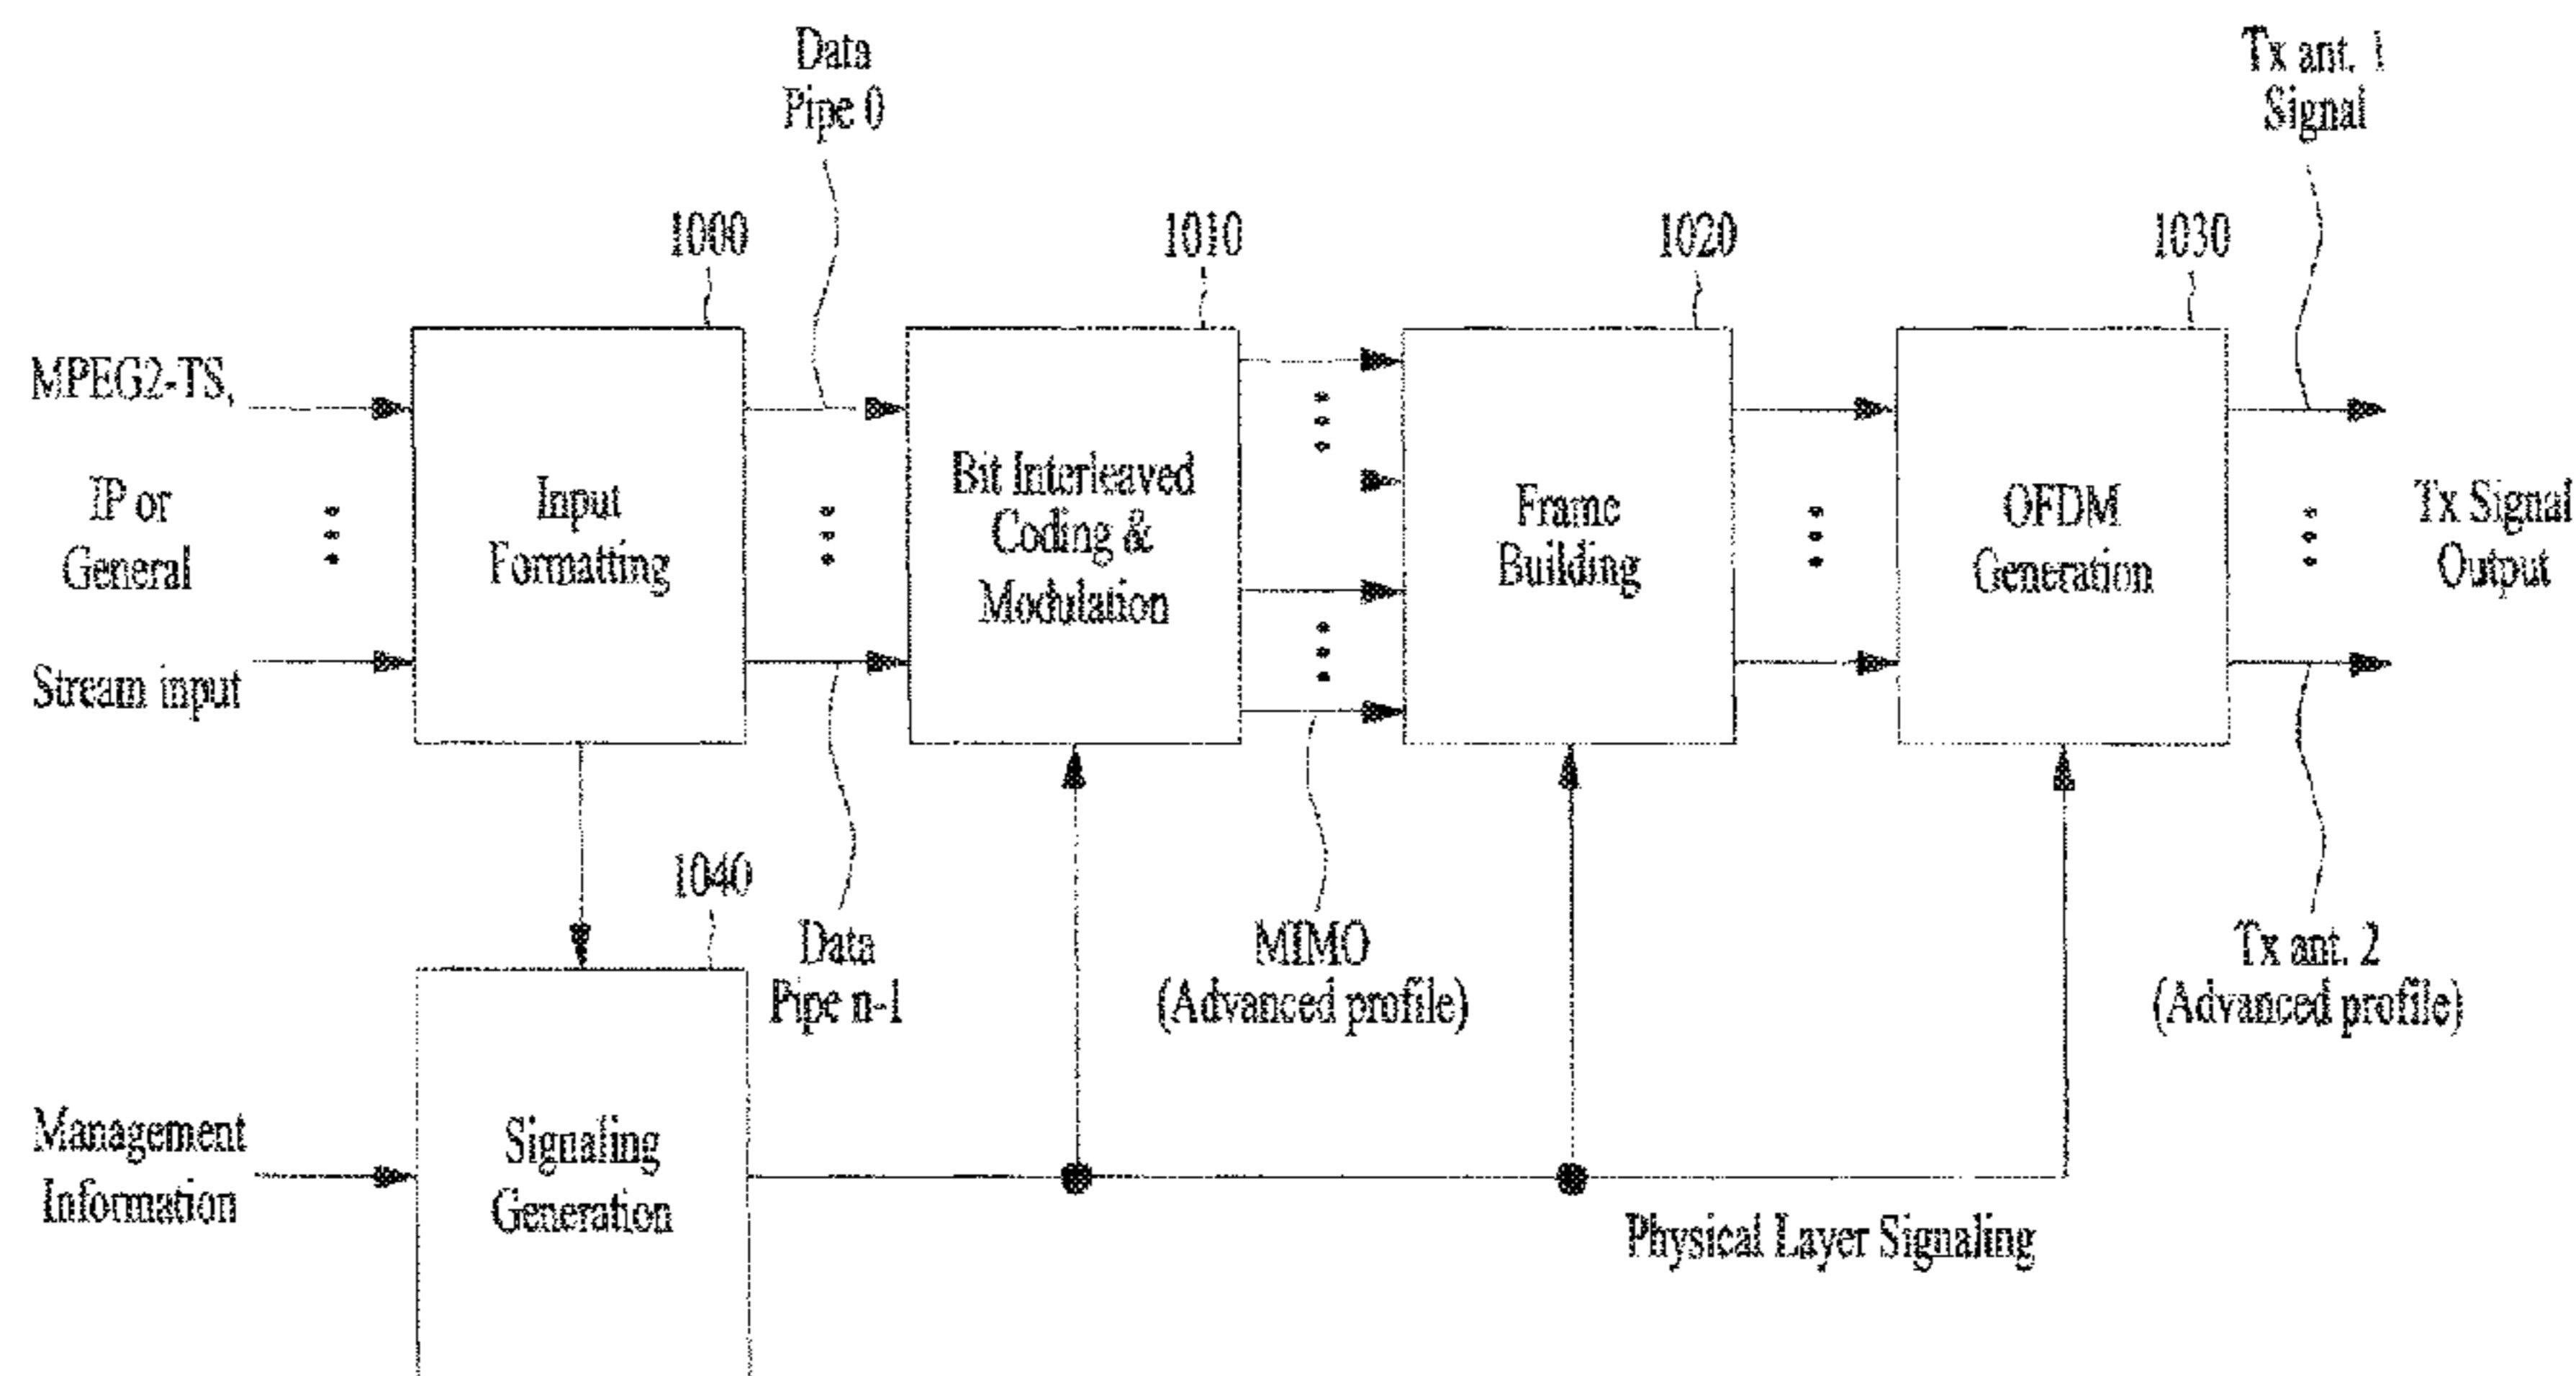 Data
Pipe 0
Tx ant. 1
Signal
1000
1010
1020
1030
MPEG2-TS,
IP or
General
Stream input
Input
Formatting
Bit Interleaved
Coding &
Modulation
Frame
Building
OFDM
Generation
Tx Signal
Output
1040
Data
Pipe n-1
MIMO
(Advanced profile)
Tx ant. 2
(Advanced profile)
Management
Information
Signaling
Generation
Physical Layer Signaling